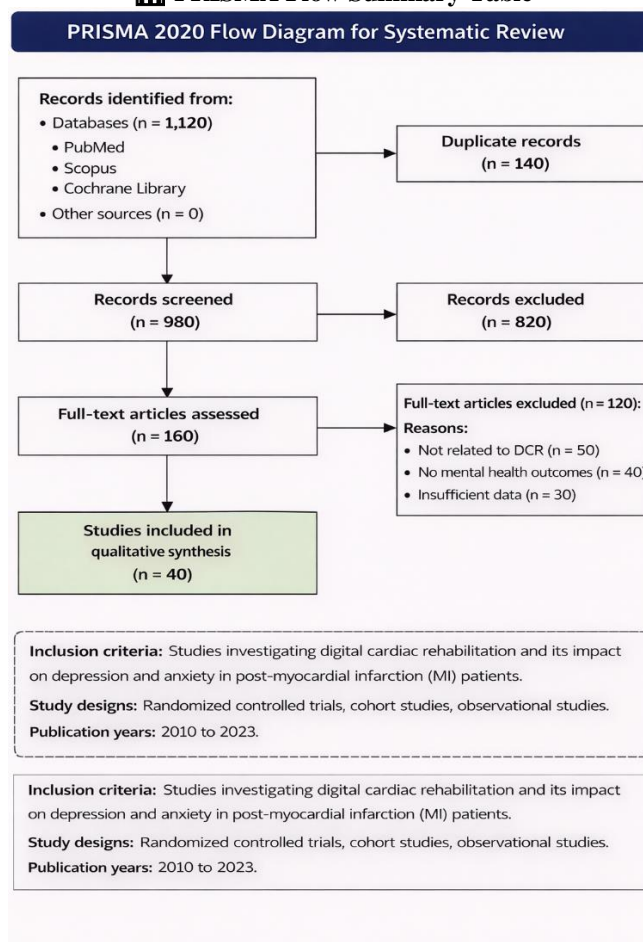 PRISMA Flow Summary Table
PRISMA 2020 Flow Diagram for Systematic Review
Records identified from:
• Databases (n = 1,120)
• PubMed
• Scopus
• Cochrane Library
• Other sources (n = 0)
Duplicate records
(n = 140)
Records screened
(n = 980)
Records excluded
(n = 820)
Full-text articles assessed
(n = 160)
Full-text articles excluded (n = 120):
Reasons:
• Not related to DCR (n = 50)
• No mental health outcomes (n = 40)
• Insufficient data (n = 30)
Studies included in
qualitative synthesis
(n = 40)
Inclusion criteria: Studies investigating digital cardiac rehabilitation and its impact
on depression and anxiety in post-myocardial infarction (MI) patients.
Study designs: Randomized controlled trials, cohort studies, observational studies.
Publication years: 2010 to 2023.
Inclusion criteria: Studies investigating digital cardiac rehabilitation and its impact
on depression and anxiety in post-myocardial infarction (MI) patients.
Study designs: Randomized controlled trials, cohort studies, observational studies.
Publication years: 2010 to 2023.